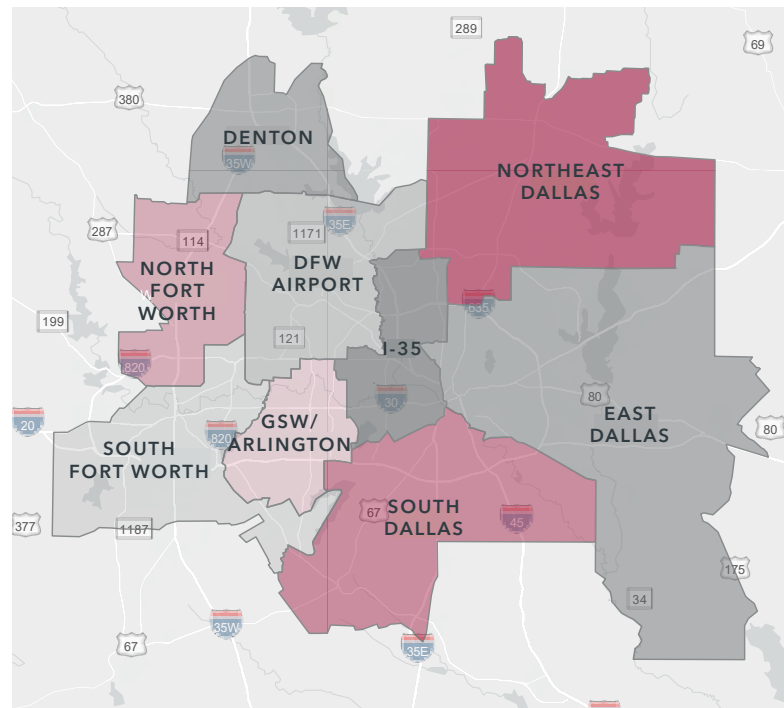 289
69
380
DENTON
35W
NORTHEAST
DALLAS
287
114
1171
35E
NORTH
FORT
WORTH
DFW
AIRPORT
199
121
635
I-35
820
30
80
20
GSW/
ARLINGTON
EAST
DALLAS
80
SOUTH
FORT WORTH
820
377
1187
67
SOUTH
DALLAS
45
175
34
67
35W
35E